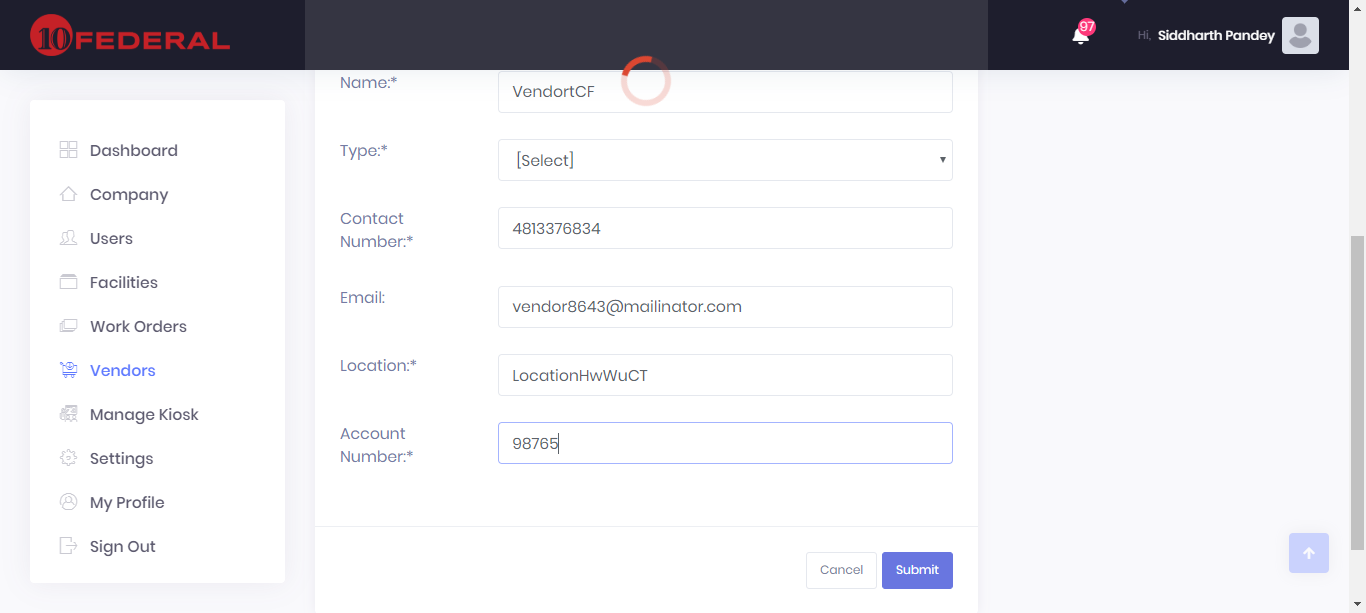 10 FEDERAL
97
Hi, Siddharth Pandey
Dashboard
Company
Users
Facilities
Work Orders
Vendors
Manage Kiosk
Settings
My Profile
Sign Out
Name:*
VendortCF
Type:*
[Select]
Contact
Number:*
4813376834
Email:
vendor8643@mailinator.com
Location:*
LocationHwWuCT
Account
Number:*
98765
Cancel
Submit